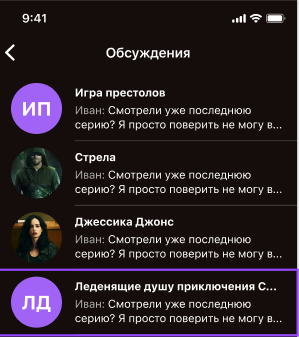 9:41
Обсуждения
ИП
Игра престолов
Иван: Смотрели уже последнюю
серию? Я просто поверить не могу в...
Стрела
Иван: Смотрели уже последнюю
серию? Я просто поверить не могу в...
Джессика Джонс
Иван: Смотрели уже последнюю
серию? Я просто поверить не могу в...
ЛД
Леденящие душу приключения С...
Иван: Смотрели уже последнюю
серию? Я просто поверить не могу в...